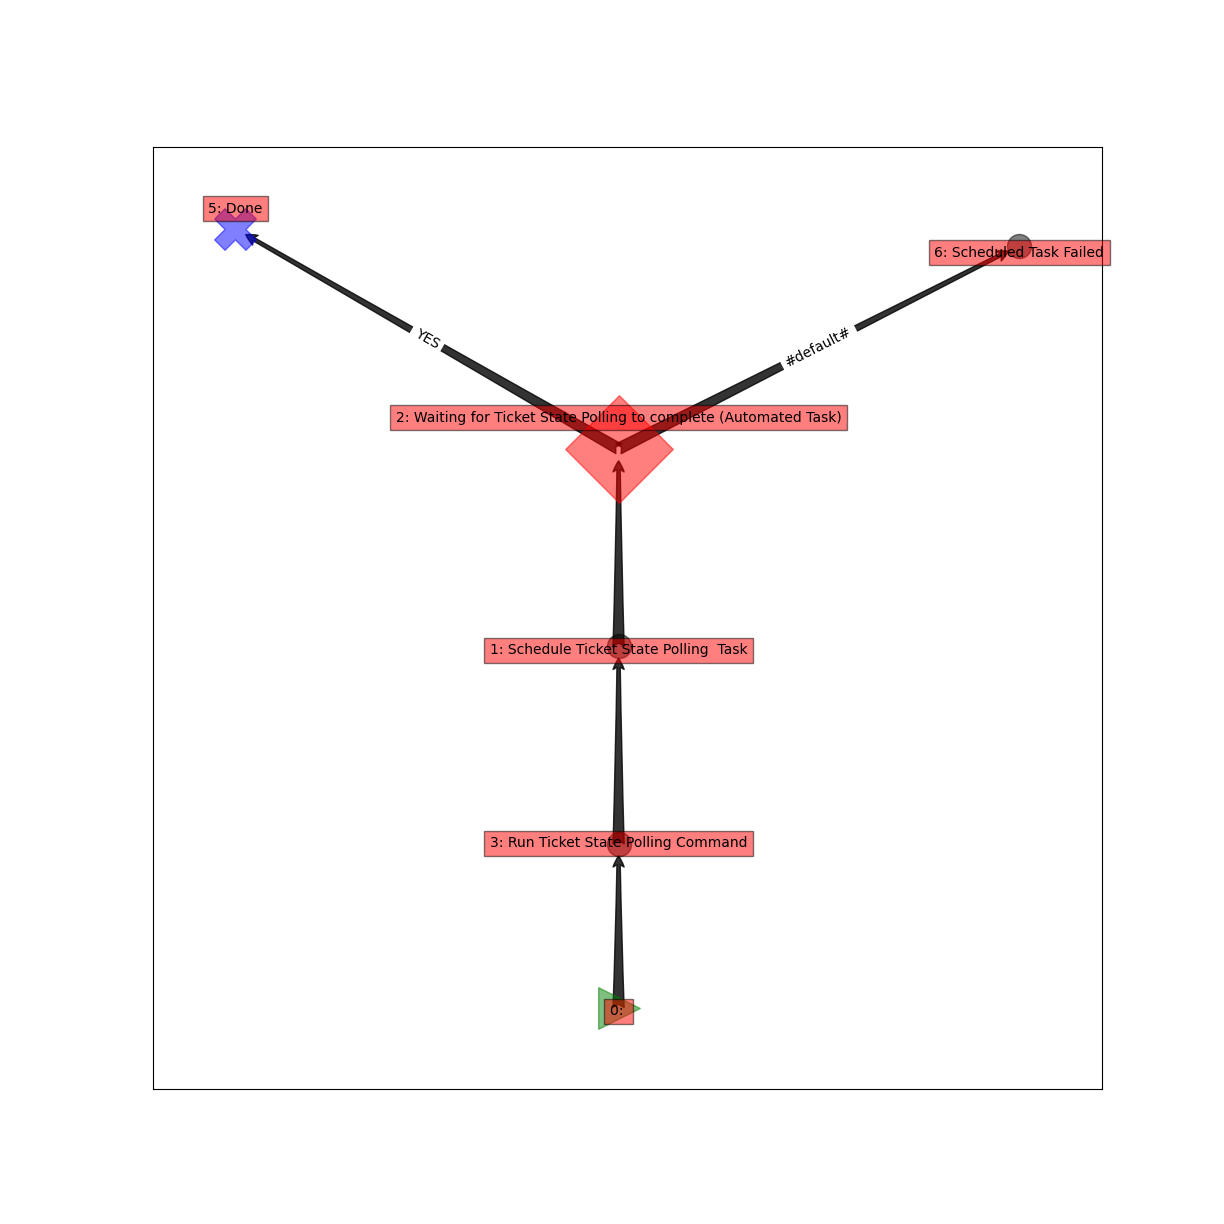 5: Done
6: Scheduled Task Failed
YES
#default#
2: Waiting for Ticket State Polling to complete (Automated Task)
1: Schedule Ticket State Polling  Task
3: Run Ticket State Polling Command
0: